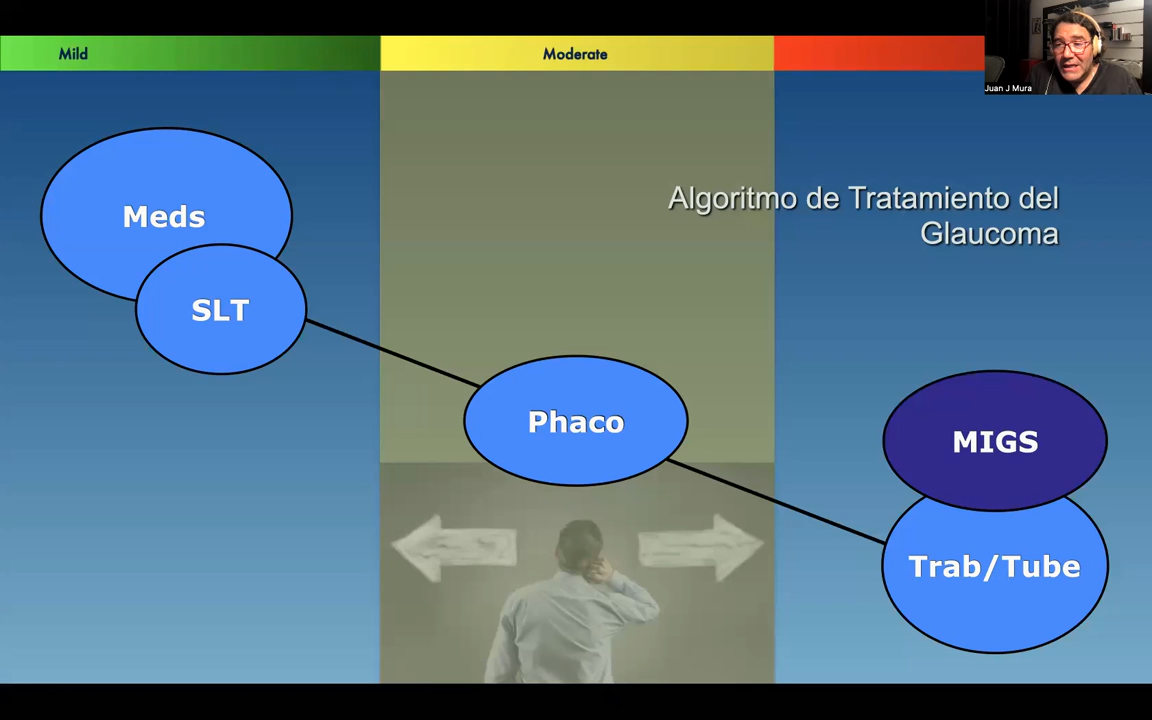 Mild
Moderate
Juan J Mura
Algoritmo de Tratamiento del
Glaucoma
Meds
SLT
Phaco
MIGS
Trab/Tube